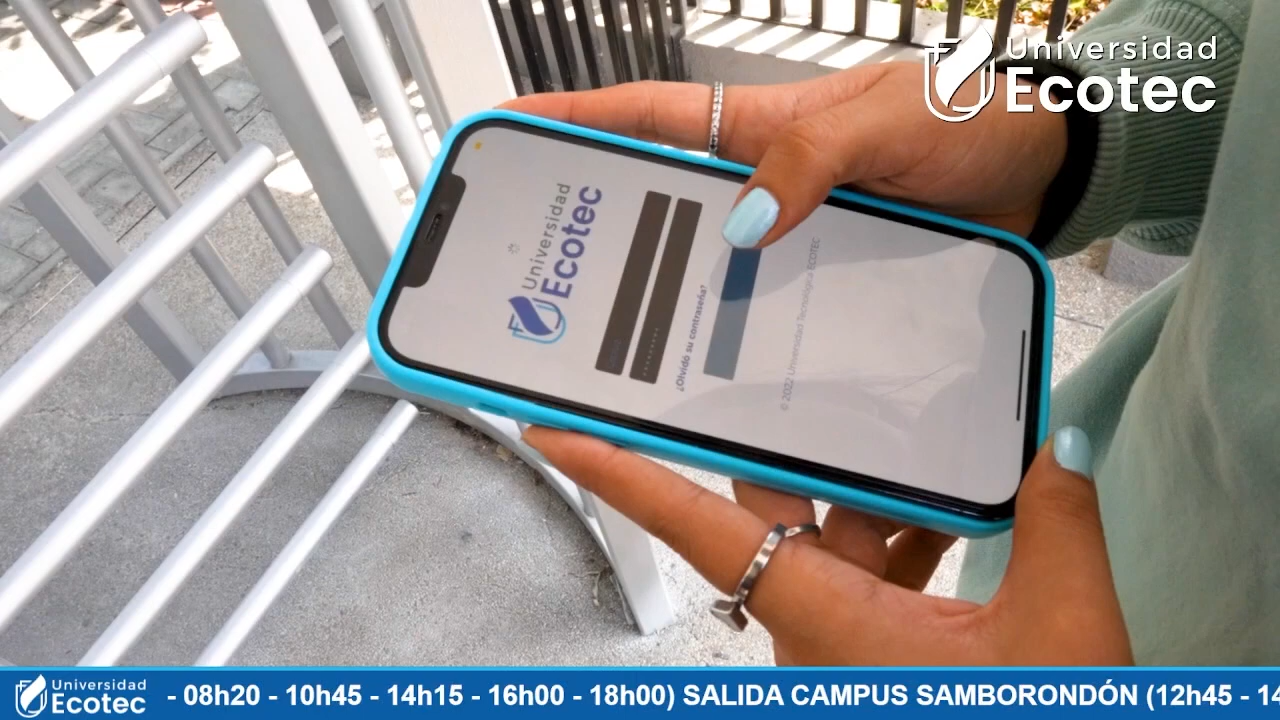 Universidad
Ecotec
Universidad
Ecotec
¿Olvidó su contraseña?
© 2022 Universidad Tecnológica ECOTEC
Universidad
Ecotec
- 08h20 - 10h45 - 14h15 - 16h00 - 18h00) SALIDA CAMPUS SAMBORONDÓN (12h45 - 14